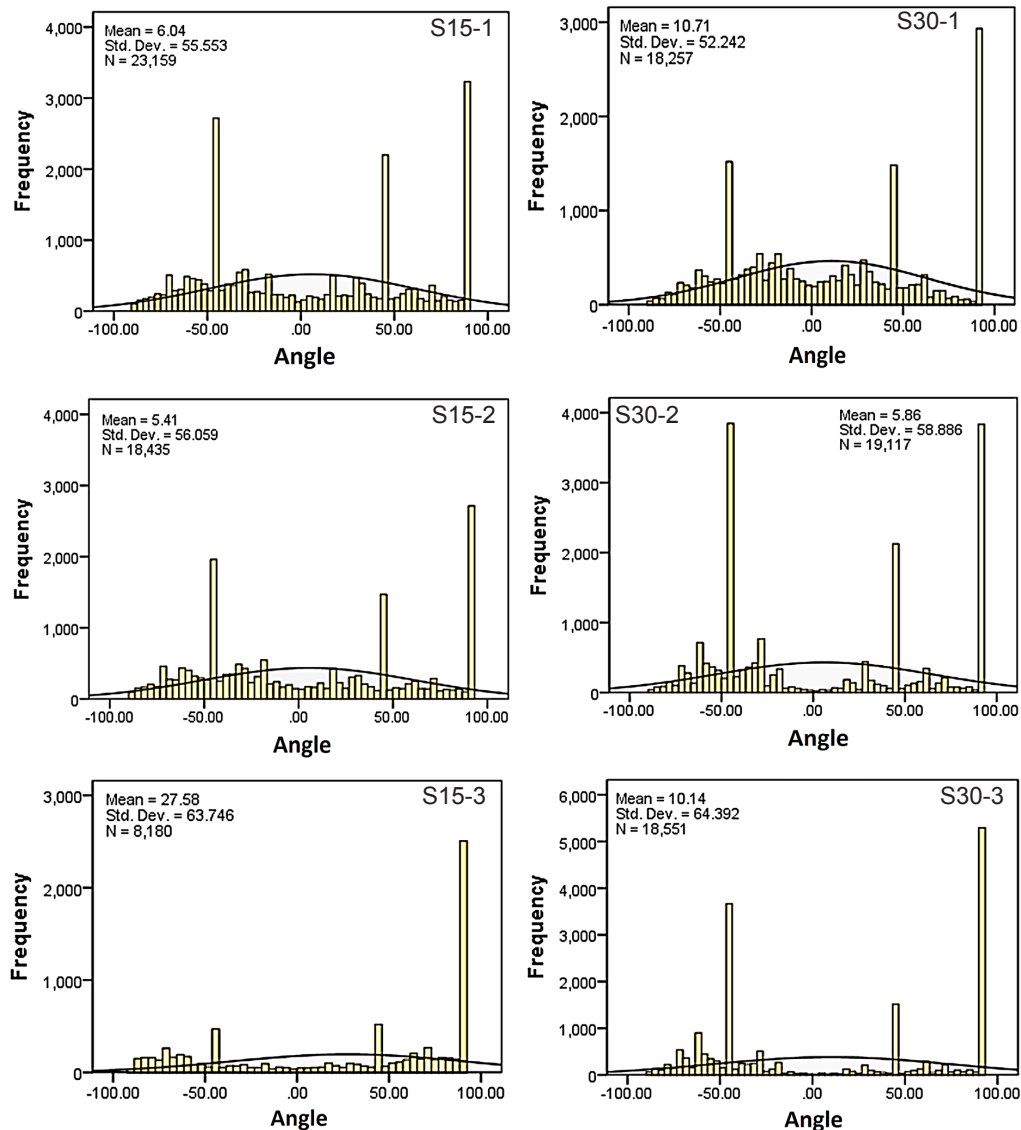 S15-1
Mean = 6.04
Std. Dev. = 55.553
N = 23,159
4,000
3,000
2,000
1,000
0
Frequency
-100.00 -50.00 .00 50.00 100.00
Angle
S30-1
Mean = 10.71
Std. Dev. = 52.242
N = 18,257
3,000
2,000
1,000
0
Frequency
-100.00 -50.00 .00 50.00 100.00
Angle
S15-2
Mean = 5.41
Std. Dev. = 56.059
N = 18,435
4,000
3,000
2,000
1,000
0
Frequency
-100.00 -50.00 .00 50.00 100.00
Angle
S30-2
Mean = 5.86
Std. Dev. = 58.886
N = 19,117
4,000
3,000
2,000
1,000
0
Frequency
-100.00 -50.00 .00 50.00 100.00
Angle
S15-3
Mean = 27.58
Std. Dev. = 63.746
N = 8,180
3,000
2,000
1,000
0
Frequency
-100.00 -50.00 .00 50.00 100.00
Angle
S30-3
Mean = 10.14
Std. Dev. = 64.392
N = 18,551
6,000
5,000
4,000
3,000
2,000
1,000
0
Frequency
-100.00 -50.00 .00 50.00 100.00
Angle